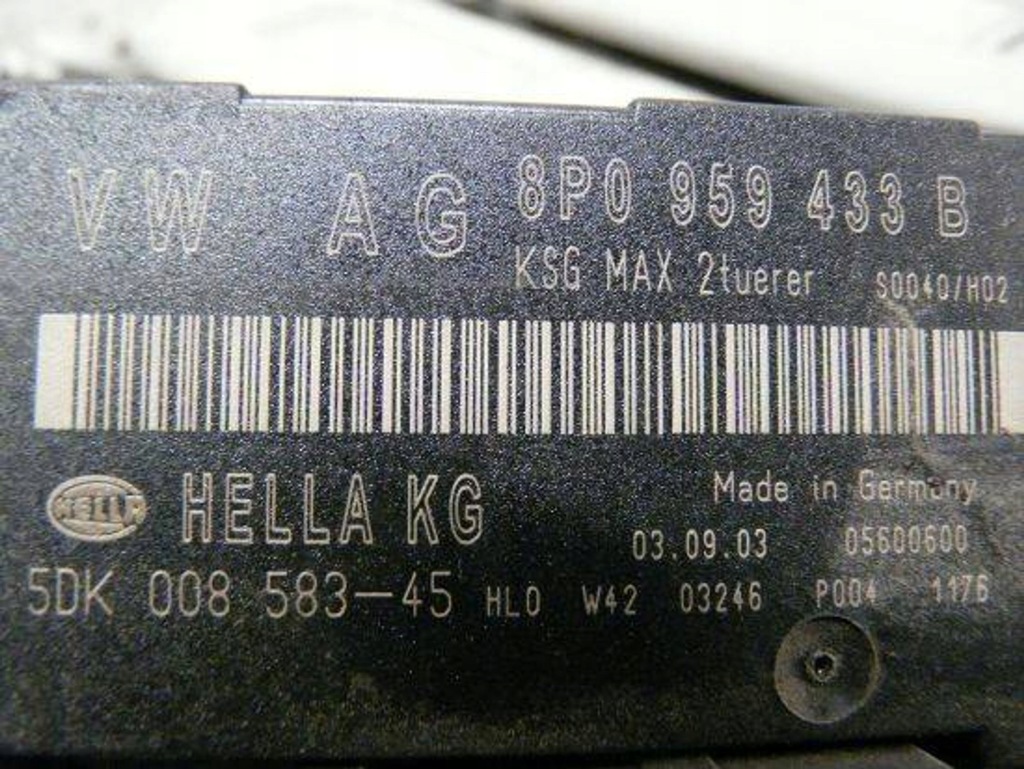 VW AG 8P0 959 433 B
KSG MAX 2tuerer S0040/H02
HELLA HELLA KG Made in Germany
03.09.03 05600600
5DK 008 583-45 HL0 W42 03246 P004 1176